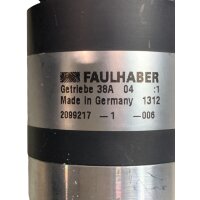 FAULHABER
Getriebe 38A 04 :1
Made in Germany 1312
2099217 —1 —006